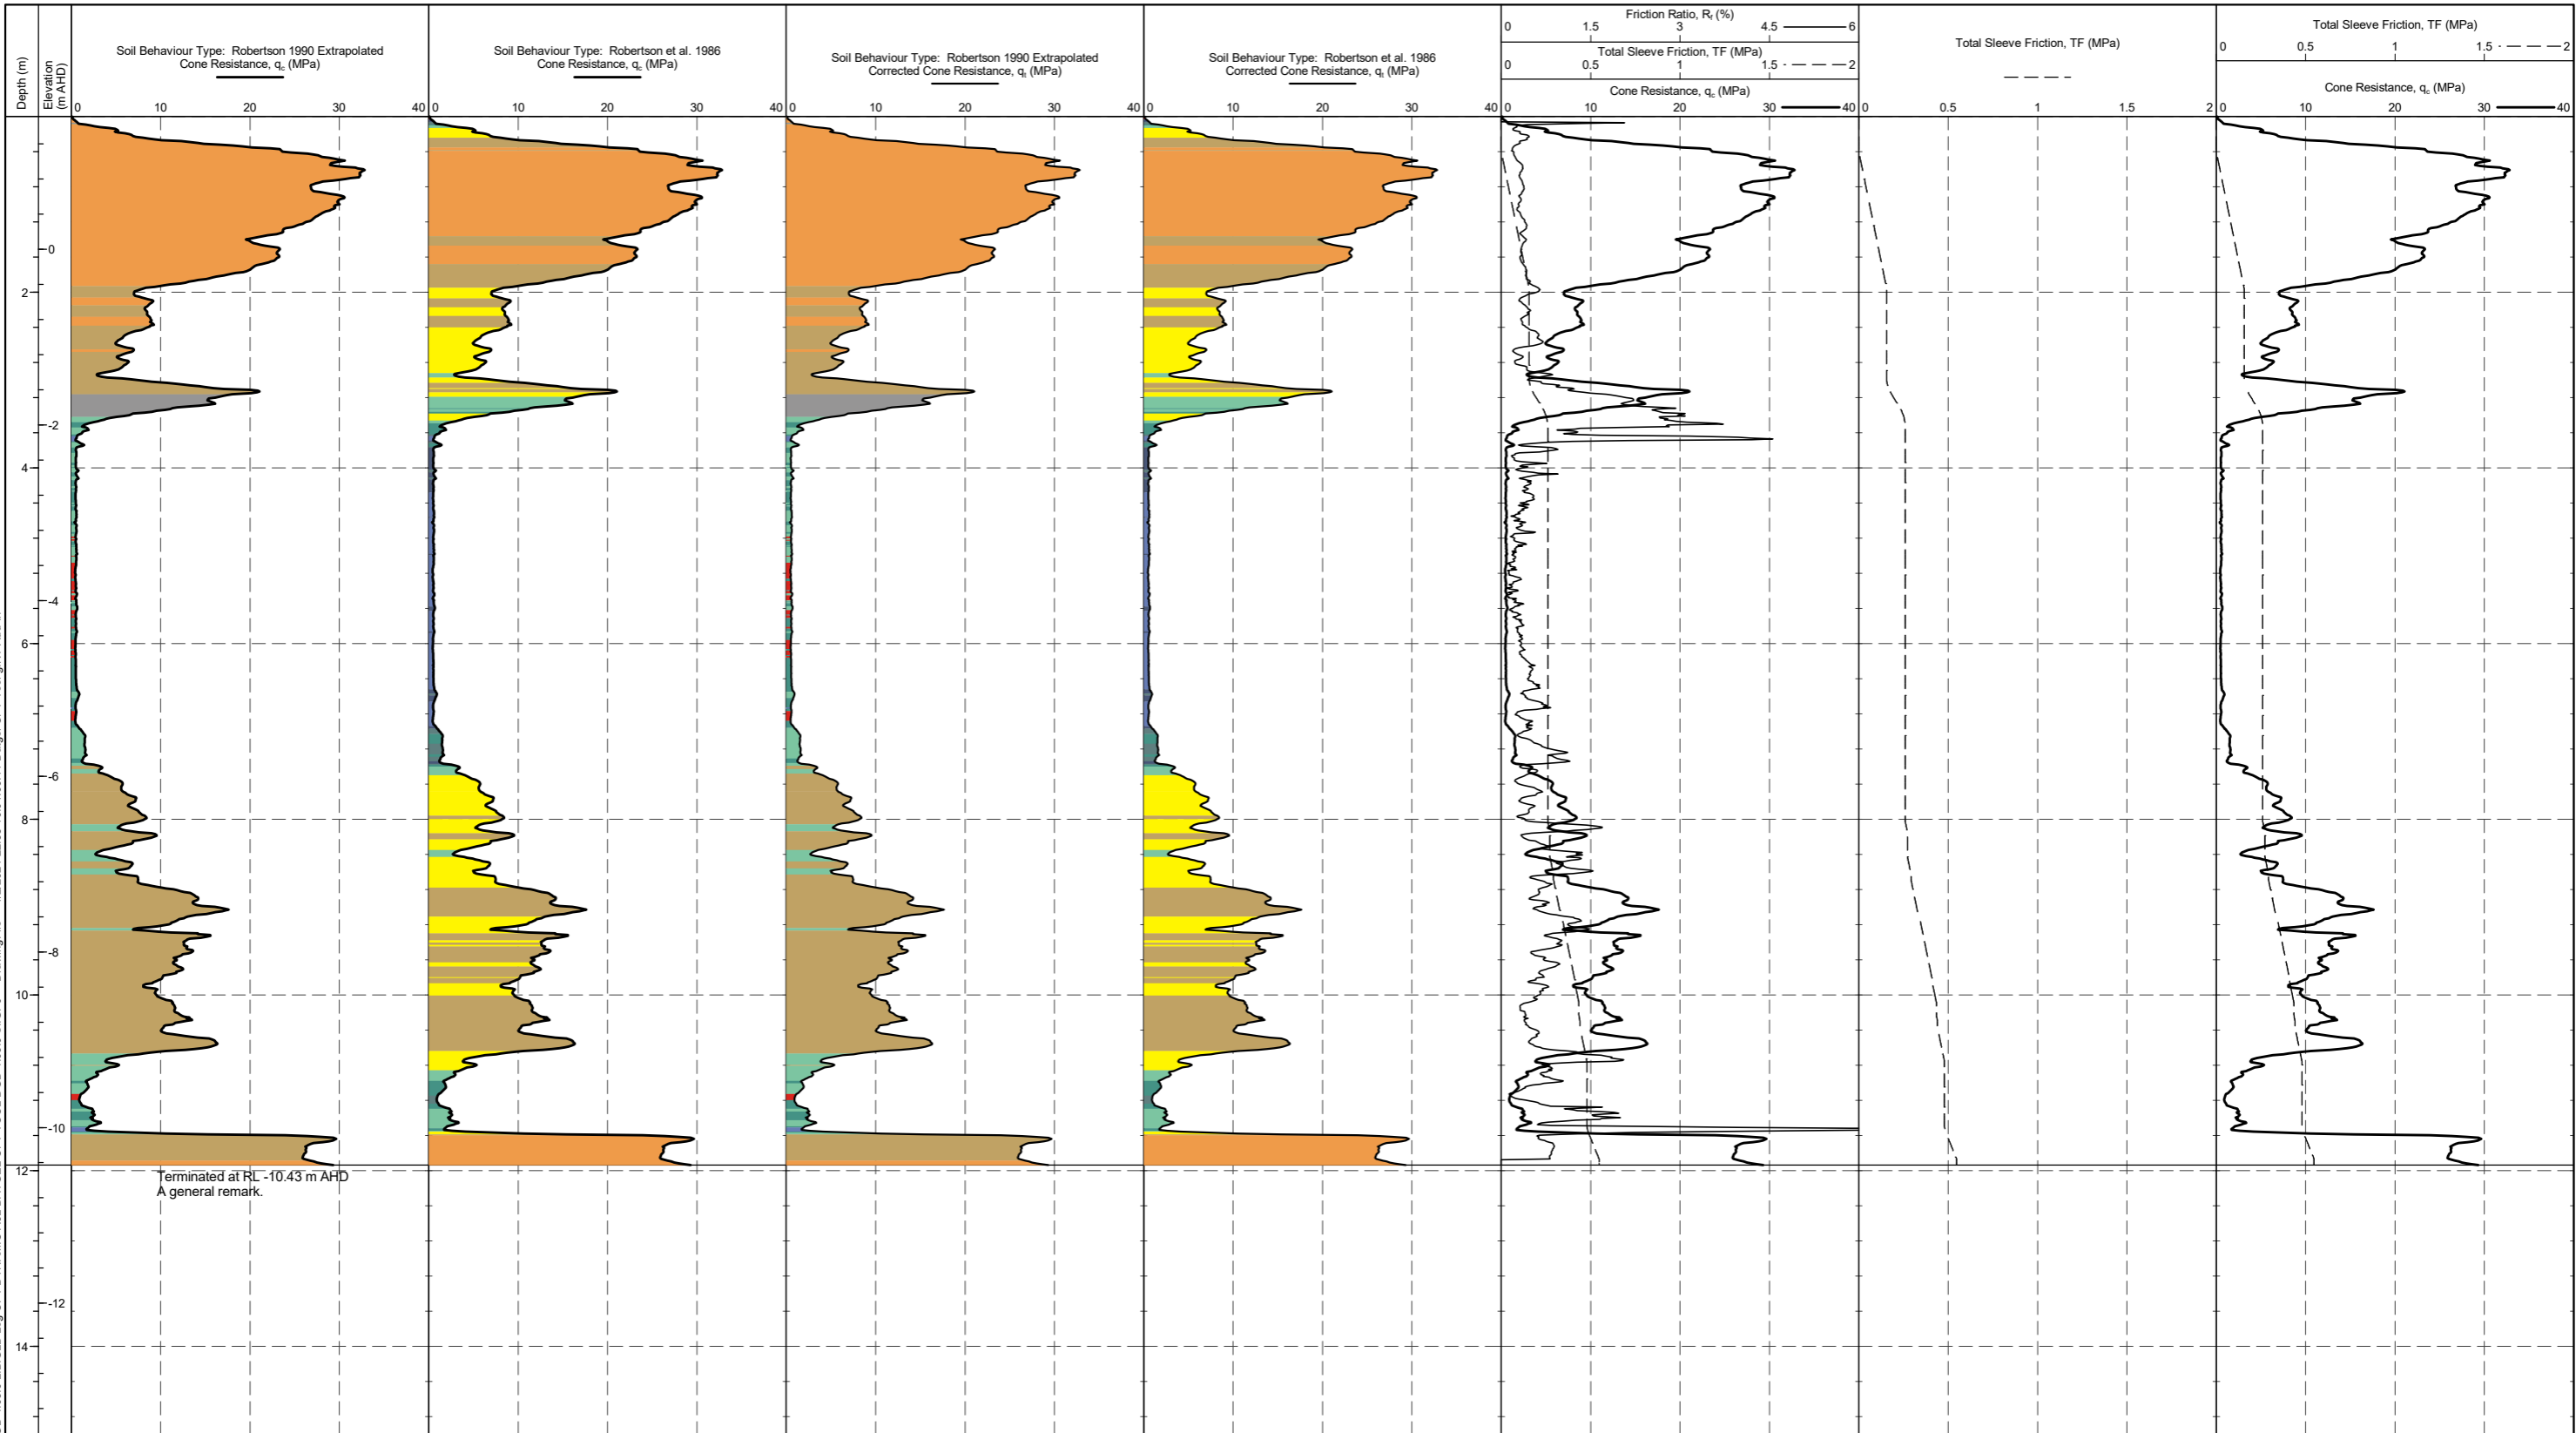 Depth (m)
Elevation
(m AHD)
Soil Behaviour Type: Robertson 1990 Extrapolated
Cone Resistance, qc (MPa)
0 10 20 30 40
Soil Behaviour Type: Robertson et al. 1986
Cone Resistance, qc (MPa)
0 10 20 30 40
Soil Behaviour Type: Robertson 1990 Extrapolated
Corrected Cone Resistance, qt (MPa)
0 10 20 30 40
Soil Behaviour Type: Robertson et al. 1986
Corrected Cone Resistance, qt (MPa)
0 10 20 30 40
Friction Ratio, Rf (%)
0 1.5 3 4.5 6
Total Sleeve Friction, TF (MPa)
0 0.5 1 1.5 2
Cone Resistance, qc (MPa)
0 10 20 30 40
Total Sleeve Friction, TF (MPa)
0 0.5 1 1.5 2
Total Sleeve Friction, TF (MPa)
0 0.5 1 1.5 2
Cone Resistance, qc (MPa)
0 10 20 30 40
0
2
-2
4
-4
6
-6
8
-8
10
-10
12
Terminated at RL -10.43 m AHD
A general remark.
-12
14